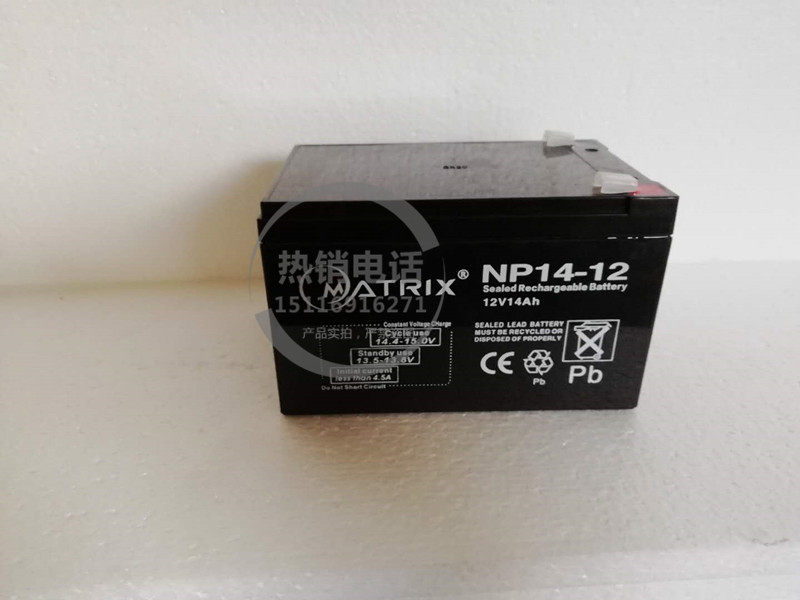 MATRIX®
NP14-12
Sealed Rechargeable Battery
12V14Ah
热销电话
15116916271
产品实拍，严
Constant Voltage Charge
Cycle use
14.4-15.0V
Standby use
13.5-13.8V
Initial current
less than 4.5A
Do Not Short Circuit
SEALED LEAD BATTERY
MUST BE RECYCLED OR
DISPOSED OF PROPERLY
CE
Pb
Pb